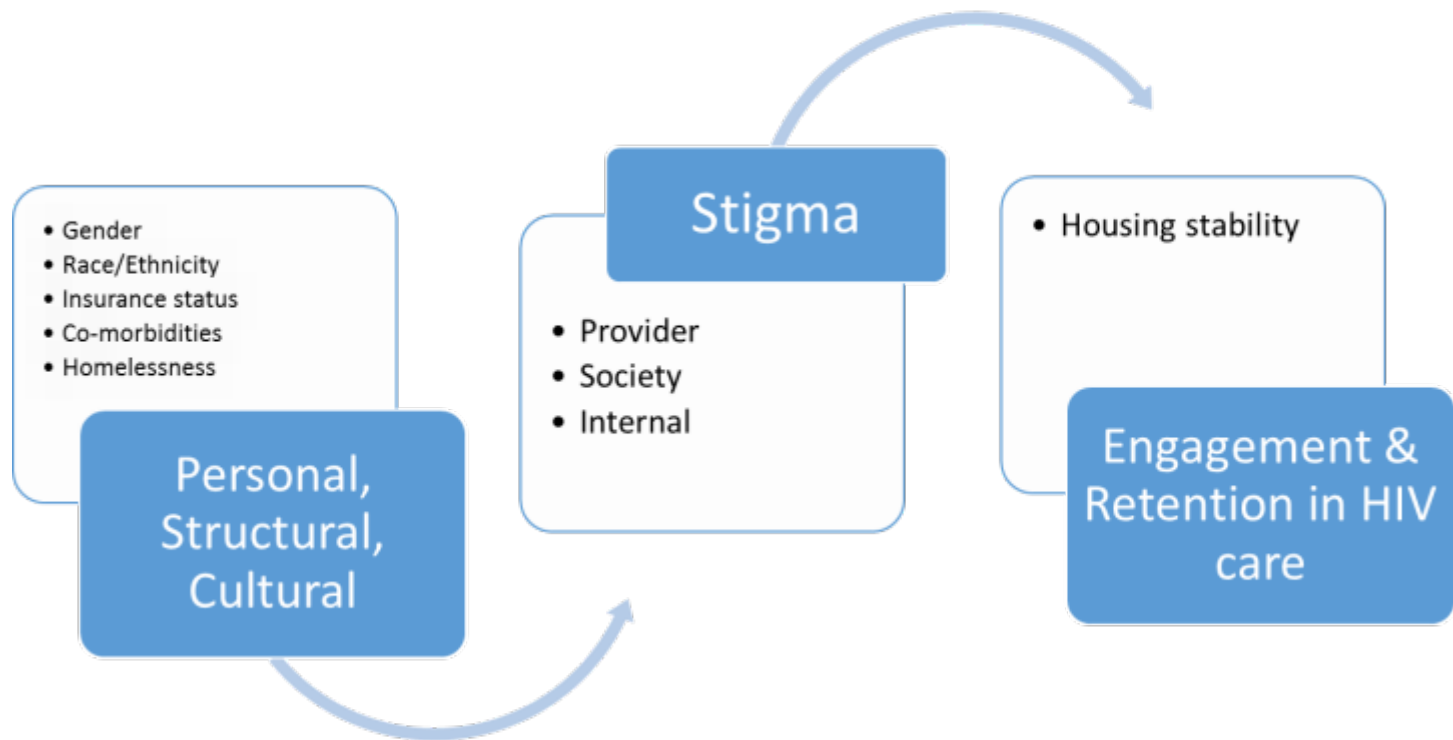 • Gender
• Race/Ethnicity
• Insurance status
• Co-morbidities
• Homelessness
Personal,
Structural,
Cultural
Stigma
• Provider
• Society
• Internal
• Housing stability
Engagement &
Retention in HIV
care